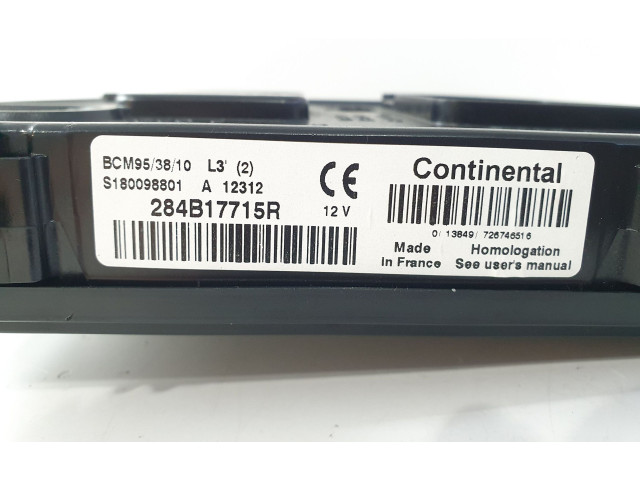 BCM95/38/10 L3' (2)
S180098801 A 12312
284B17715R
12 V
CE
Continental
0/ 13849/ 726746516
Made
In France
Homologation
See user's manual